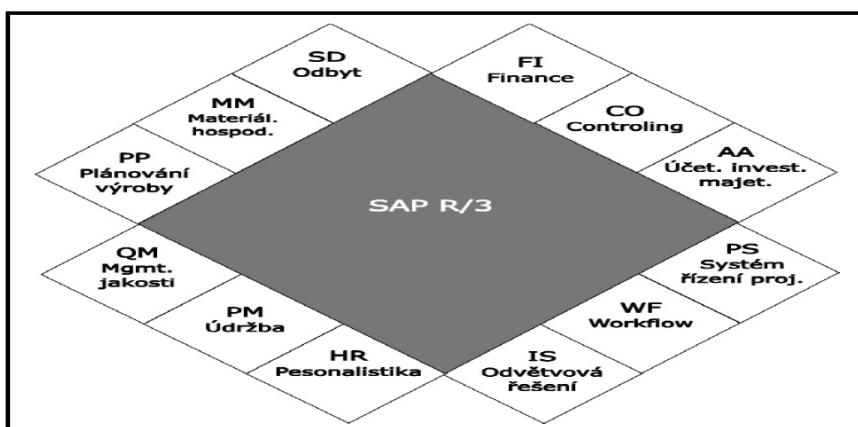 SD
Odbyt
MM
Materiál.
hospod.
PP
Plánování
výroby
FI
Finance
CO
Controling
AA
Účet. invest.
majet.
SAP R/3
QM
Mgmt.
jakosti
PM
Údržba
HR
Pesonalistika
PS
Systém
řízení proj.
WF
Workflow
IS
Odvětvová
řešení